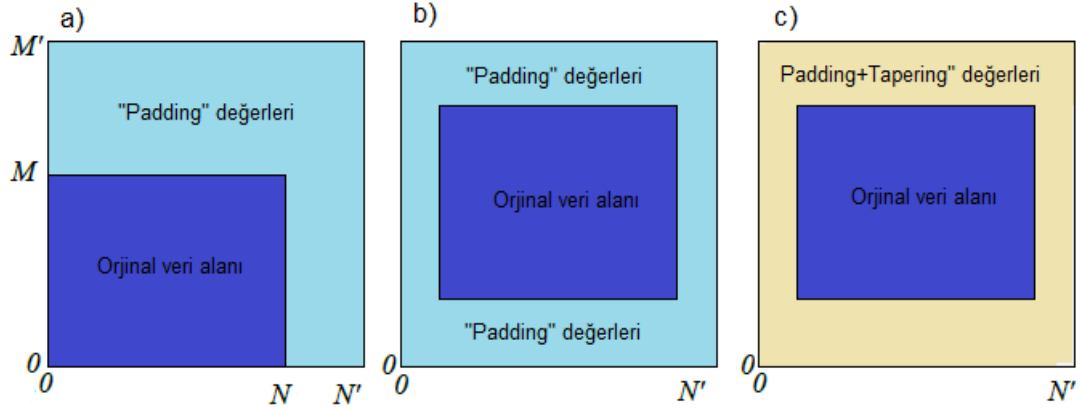 a)
M'
"Padding" değerleri
M
Orjinal veri alanı
0
0
N
N'
b)
"Padding" değerleri
Orjinal veri alanı
"Padding" değerleri
0
0
N'
c)
Padding+Tapering" değerleri
Orjinal veri alanı
0
0
N'